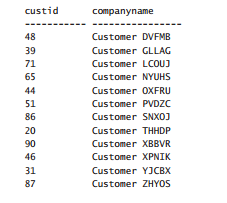 custid companyname
----------- ---------------
48 Customer DVFMB
39 Customer GLLAG
71 Customer LCOUJ
65 Customer NYUHS
44 Customer OXFRU
51 Customer PVDZC
86 Customer SNXOJ
20 Customer THHDP
90 Customer XBBVR
46 Customer XPNIK
31 Customer YJCBX
87 Customer ZHYOS